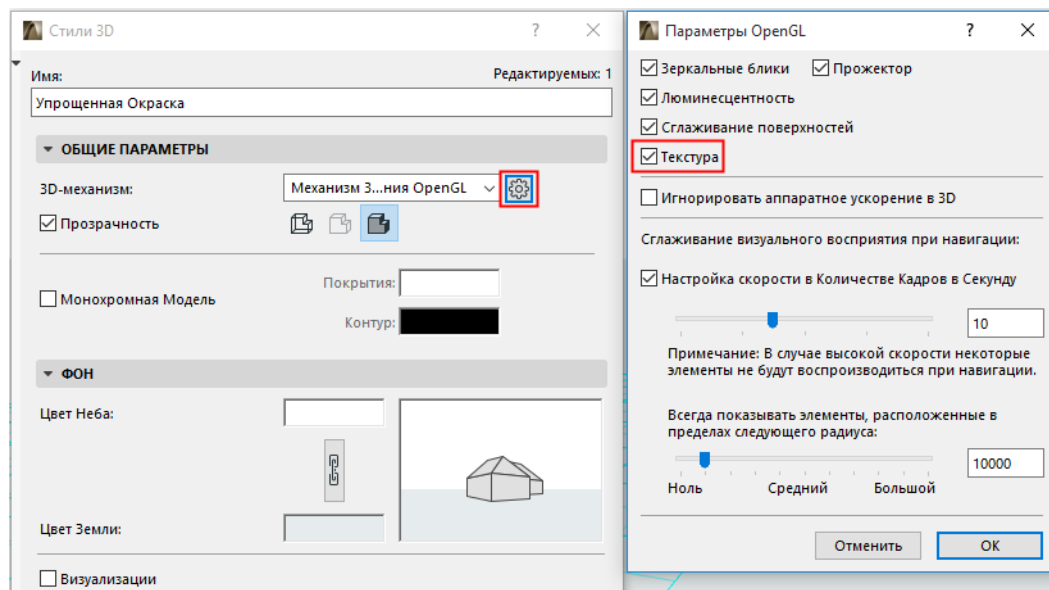 Стили 3D
Имя:
Редактируемых: 1
Упрощенная Окраска
ОБЩИЕ ПАРАМЕТРЫ
3D-механизм:
Механизм 3...ния OpenGL
Прозрачность
Монохромная Модель
Покрытия:
Контур:
ФОН
Цвет Неба:
Цвет Земли:
Визуализации
Параметры OpenGL
Зеркальные блики
Прожектор
Люминесцентность
Сглаживание поверхностей
Текстура
Игнорировать аппаратное ускорение в 3D
Сглаживание визуального восприятия при навигации:
Настройка скорости в Количестве Кадров в Секунду
10
Примечание: В случае высокой скорости некоторые
элементы не будут воспроизводиться при навигации.
Всегда показывать элементы, расположенные в
пределах следующего радиуса:
10000
Ноль
Средний
Большой
Отменить
OK